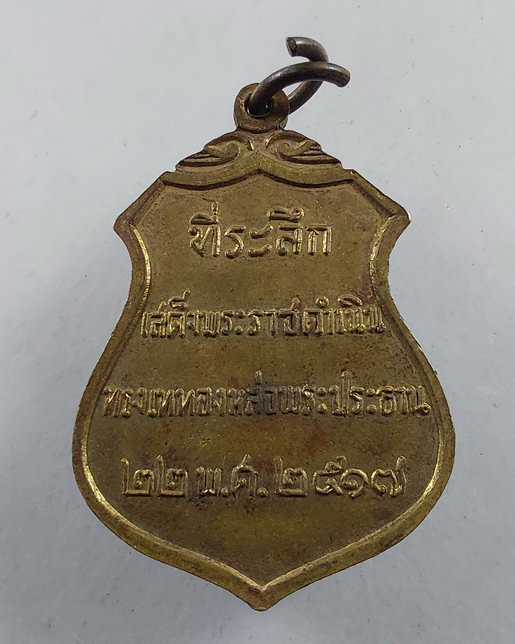 ที่ระลึก
เสด็จพระราชดำเนิน
ทรงเททองหล่อพระประธาน
๒๒ พ.ศ. ๒๕๑๗